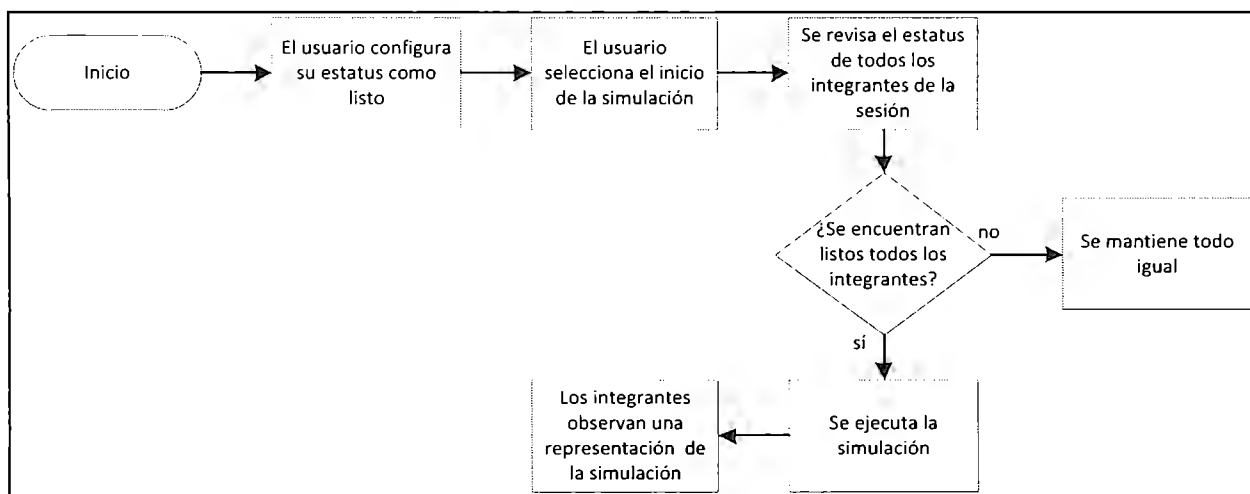 Inicio
El usuario configura
su estatus como
listo
El usuario
selecciona el inicio
de la simulación
Se revisa el estatus
de todos los
integrantes de la
sesión
¿Se encuentran
listos todos los
integrantes?
no
Se mantiene todo
igual
sí
Se ejecuta la
simulación
Los integrantes
observan una
representación de
la simulación